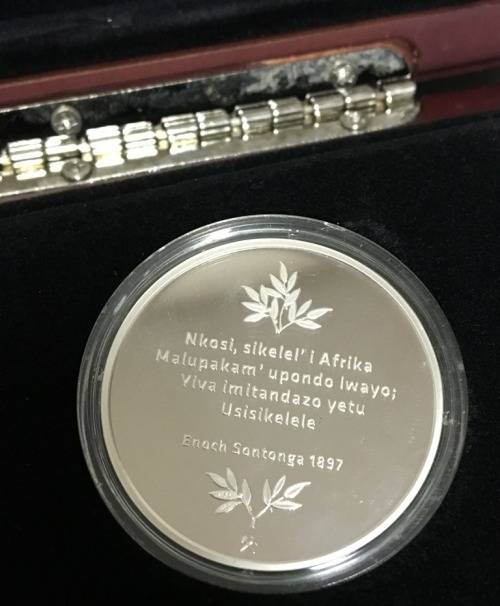 Nkosi, sikelel' i Afrika
Malupakam' upondo lwayo;
Yiva imitandazo yetu
Usisikelele
Enoch Sontonga 1897